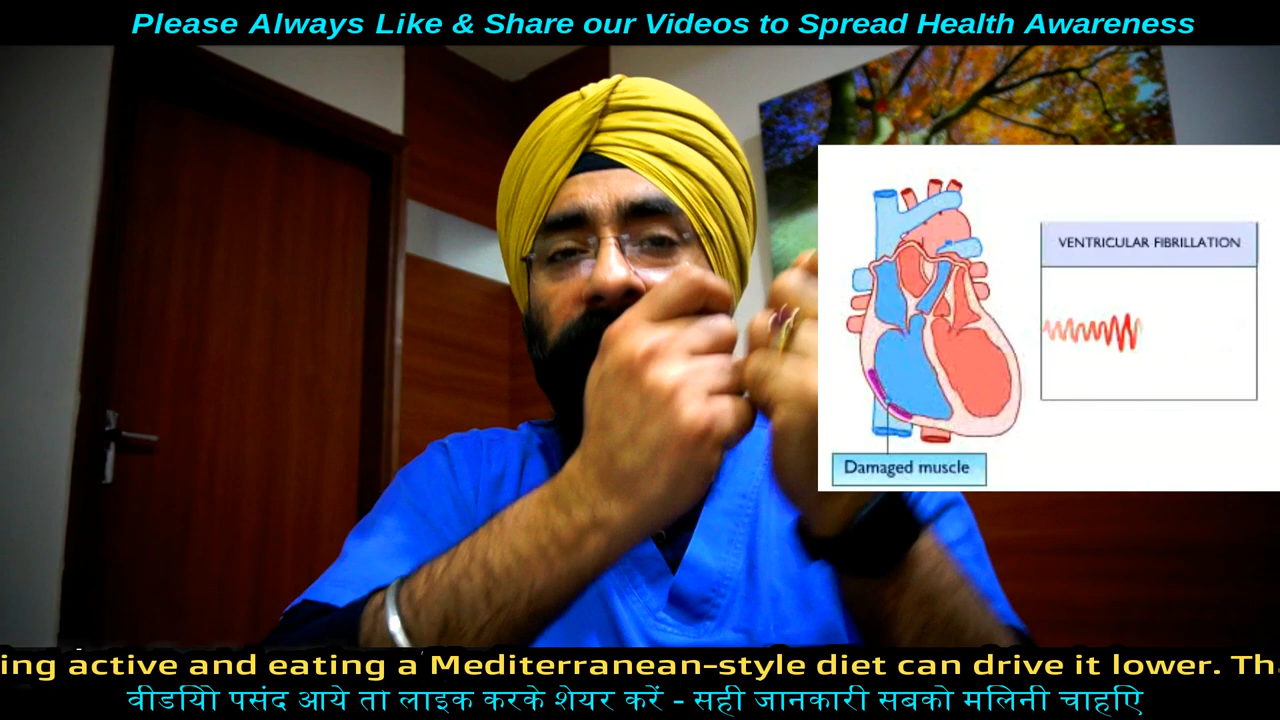 Please Always Like & Share our Videos to Spread Health Awareness
VENTRICULAR FIBRILLATION
Damaged muscle
ing active and eating a Mediterranean-style diet can drive it lower. Th
वीडियोि पसंद आये ता लाइक करके शेयर करें - सही जानकारी सबको मलिनी चाहएि